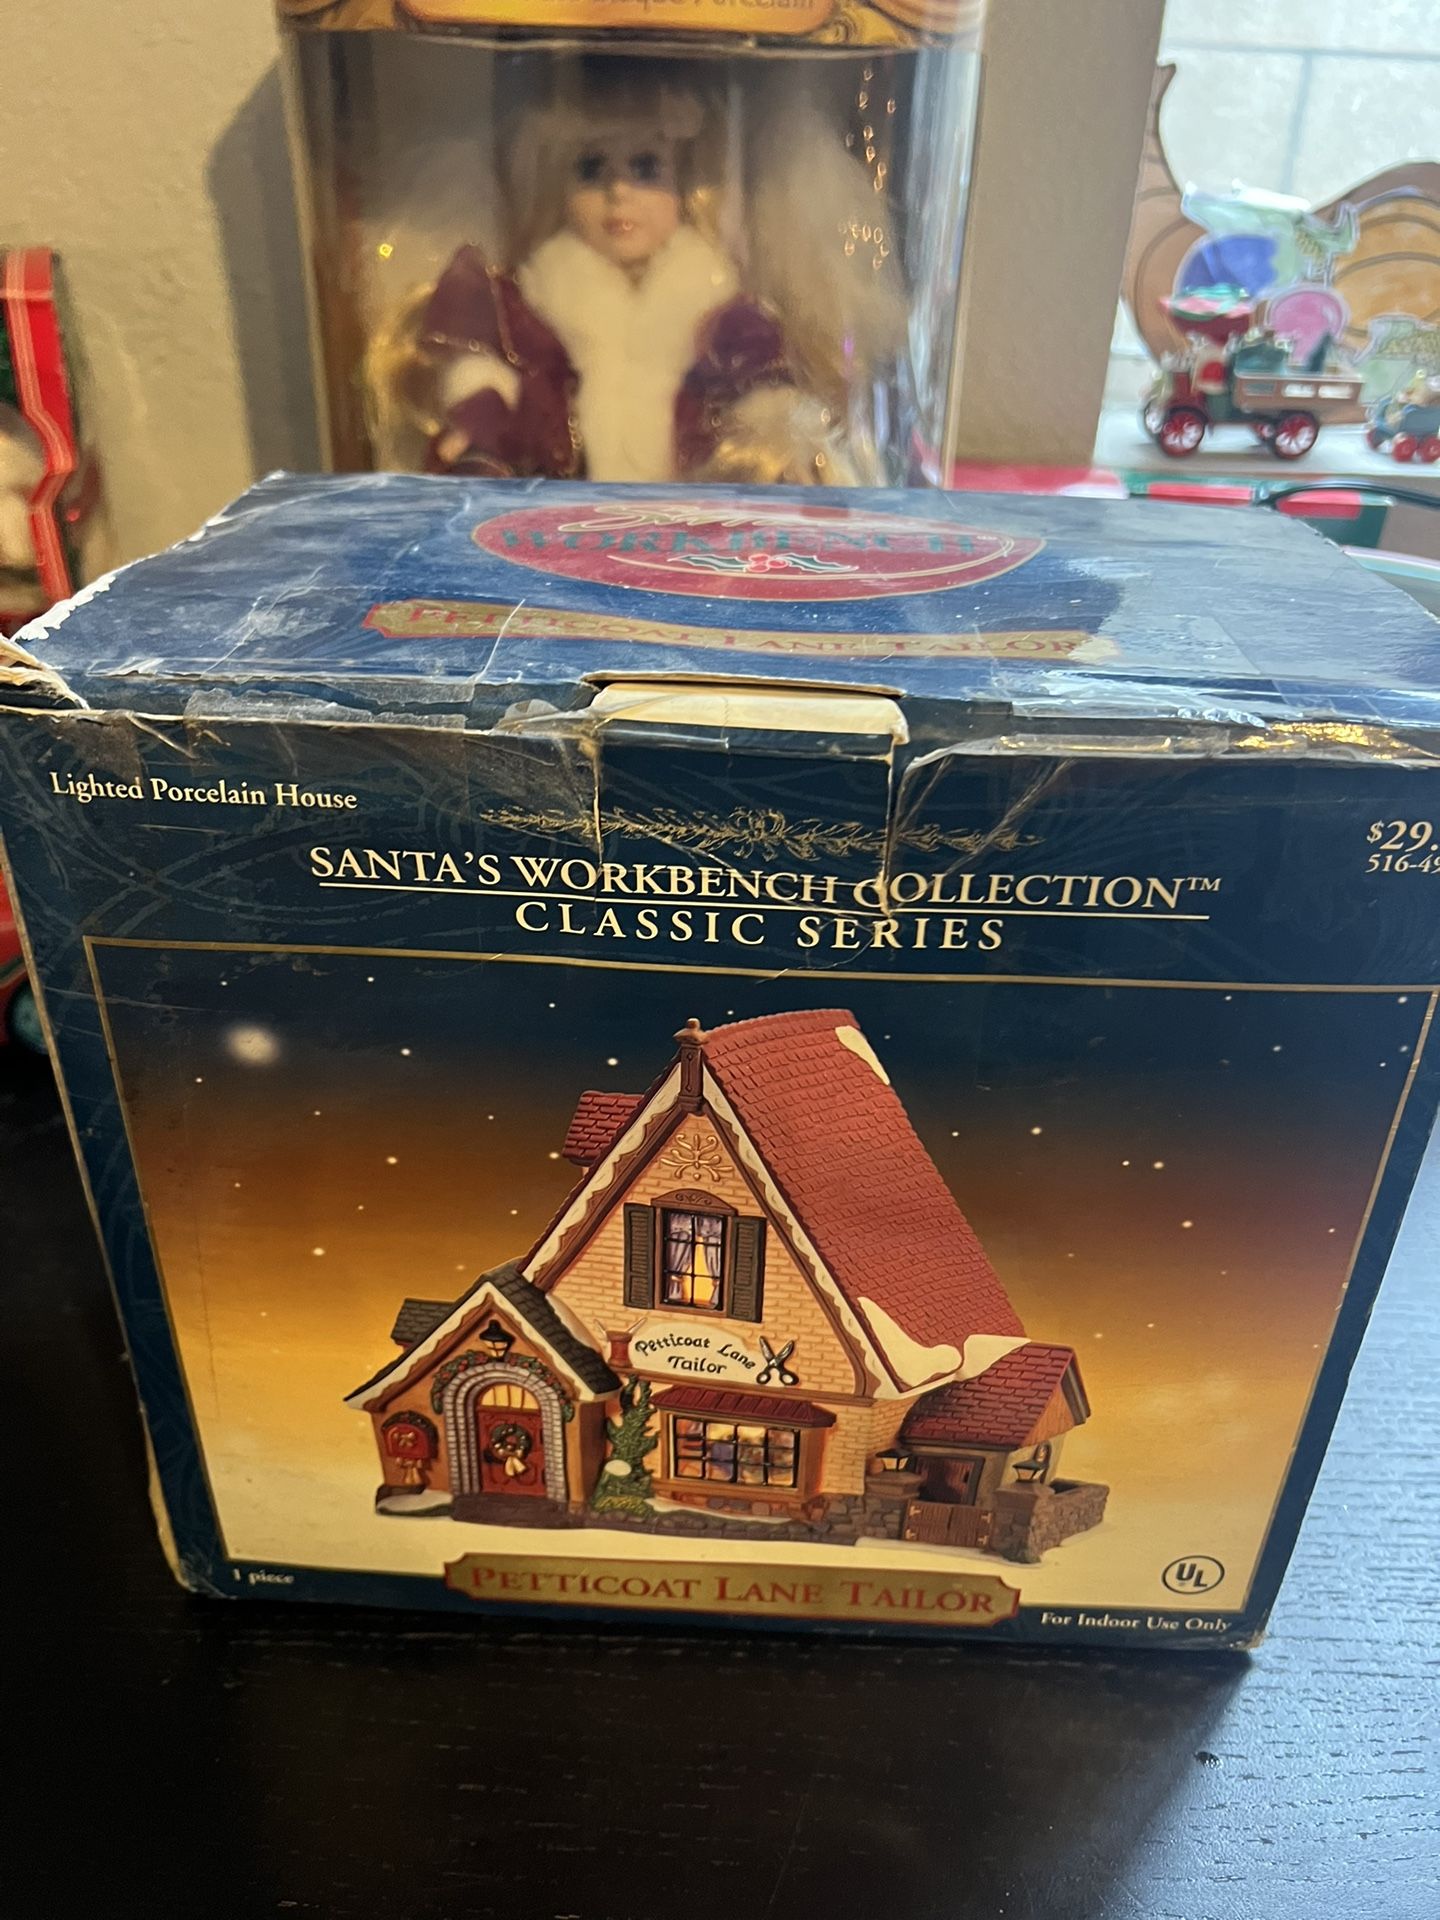 Porcelain
WORKBENCH
PETTICOAT LANE TAILOR
Lighted Porcelain House
$29.
516-49
SANTA'S WORKBENCH COLLECTION™
CLASSIC SERIES
Petticoat Lane
Tailor
UL
1 piece
PETTICOAT LANE TAILOR
For Indoor Use Only